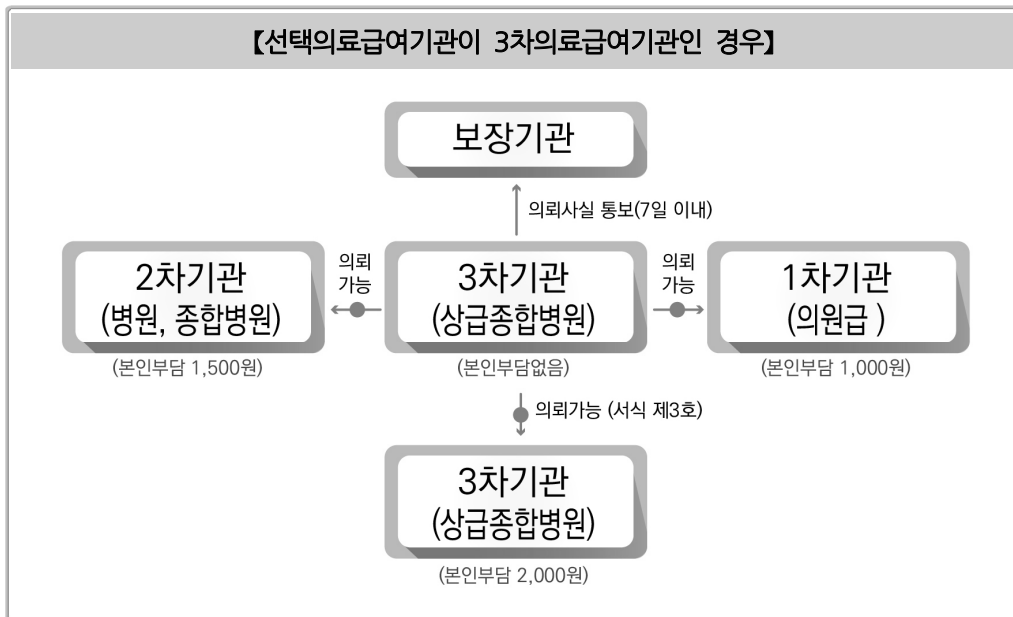 【선택의료급여기관이 3차의료급여기관인 경우】
보장기관
의뢰사실 통보(7일 이내)
2차기관
(병원, 종합병원)
(본인부담 1,500원)
의뢰
가능
3차기관
(상급종합병원)
(본인부담없음)
의뢰
가능
1차기관
(의원급 )
(본인부담 1,000원)
의뢰가능 (서식 제3호)
3차기관
(상급종합병원)
(본인부담 2,000원)